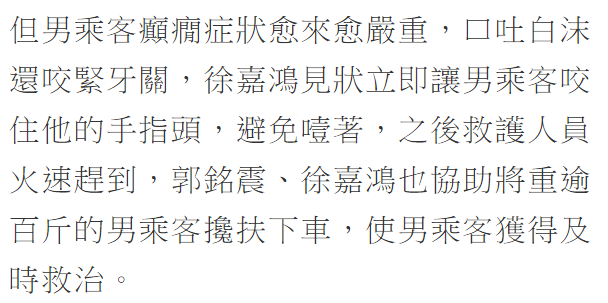 但男乘客癲癇症狀愈來愈嚴重，口吐白沫
還咬緊牙關，徐嘉鴻見狀立即讓男乘客咬
住他的手指頭，避免噎著，之後救護人員
火速趕到，郭銘震、徐嘉鴻也協助將重逾
百斤的男乘客攙扶下車，使男乘客獲得及
時救治。